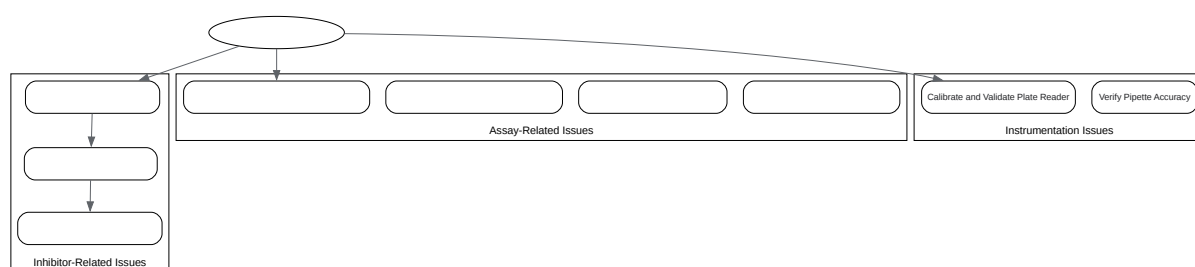 Calibrate and Validate Plate Reader
Verify Pipette Accuracy
Assay-Related Issues
Instrumentation Issues
Inhibitor-Related Issues